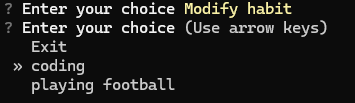 ? Enter your choice Modify habit
? Enter your choice (Use arrow keys)
Exit
» coding
playing football